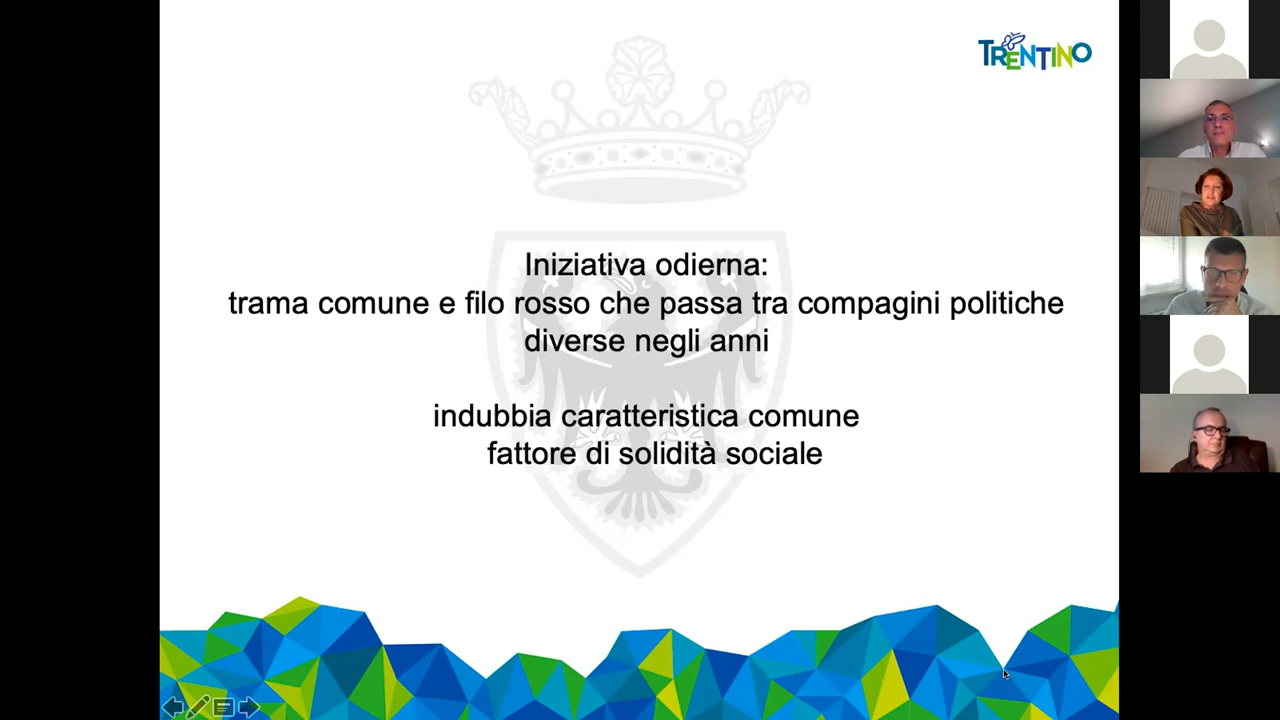 TRENTINO
Iniziativa odierna:
trama comune e filo rosso che passa tra compagini politiche
diverse negli anni
indubbia caratteristica comune
fattore di solidità sociale